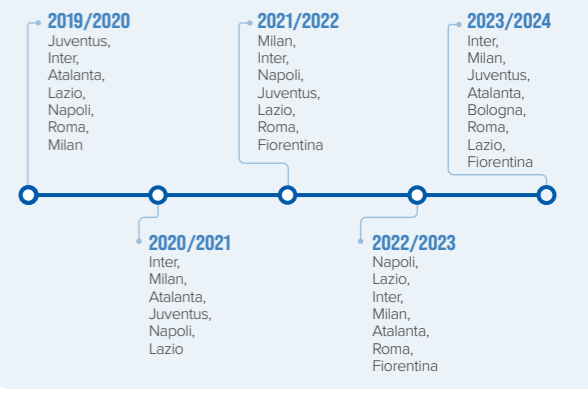 2019/2020
Juventus,
Inter,
Atalanta,
Lazio,
Napoli,
Roma,
Milan
2021/2022
Milan,
Inter,
Napoli,
Juventus,
Lazio,
Roma,
Fiorentina
2023/2024
Inter,
Milan,
Juventus,
Atalanta,
Bologna,
Roma,
Lazio,
Fiorentina
2020/2021
Inter,
Milan,
Atalanta,
Juventus,
Napoli,
Lazio
2022/2023
Napoli,
Lazio,
Inter,
Milan,
Atalanta,
Roma,
Fiorentina